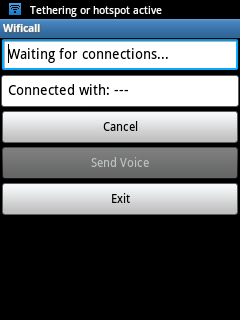 Tethering or hotspot active
Wificall
Waiting for connections...
Connected with: ---
Cancel
Send Voice
Exit